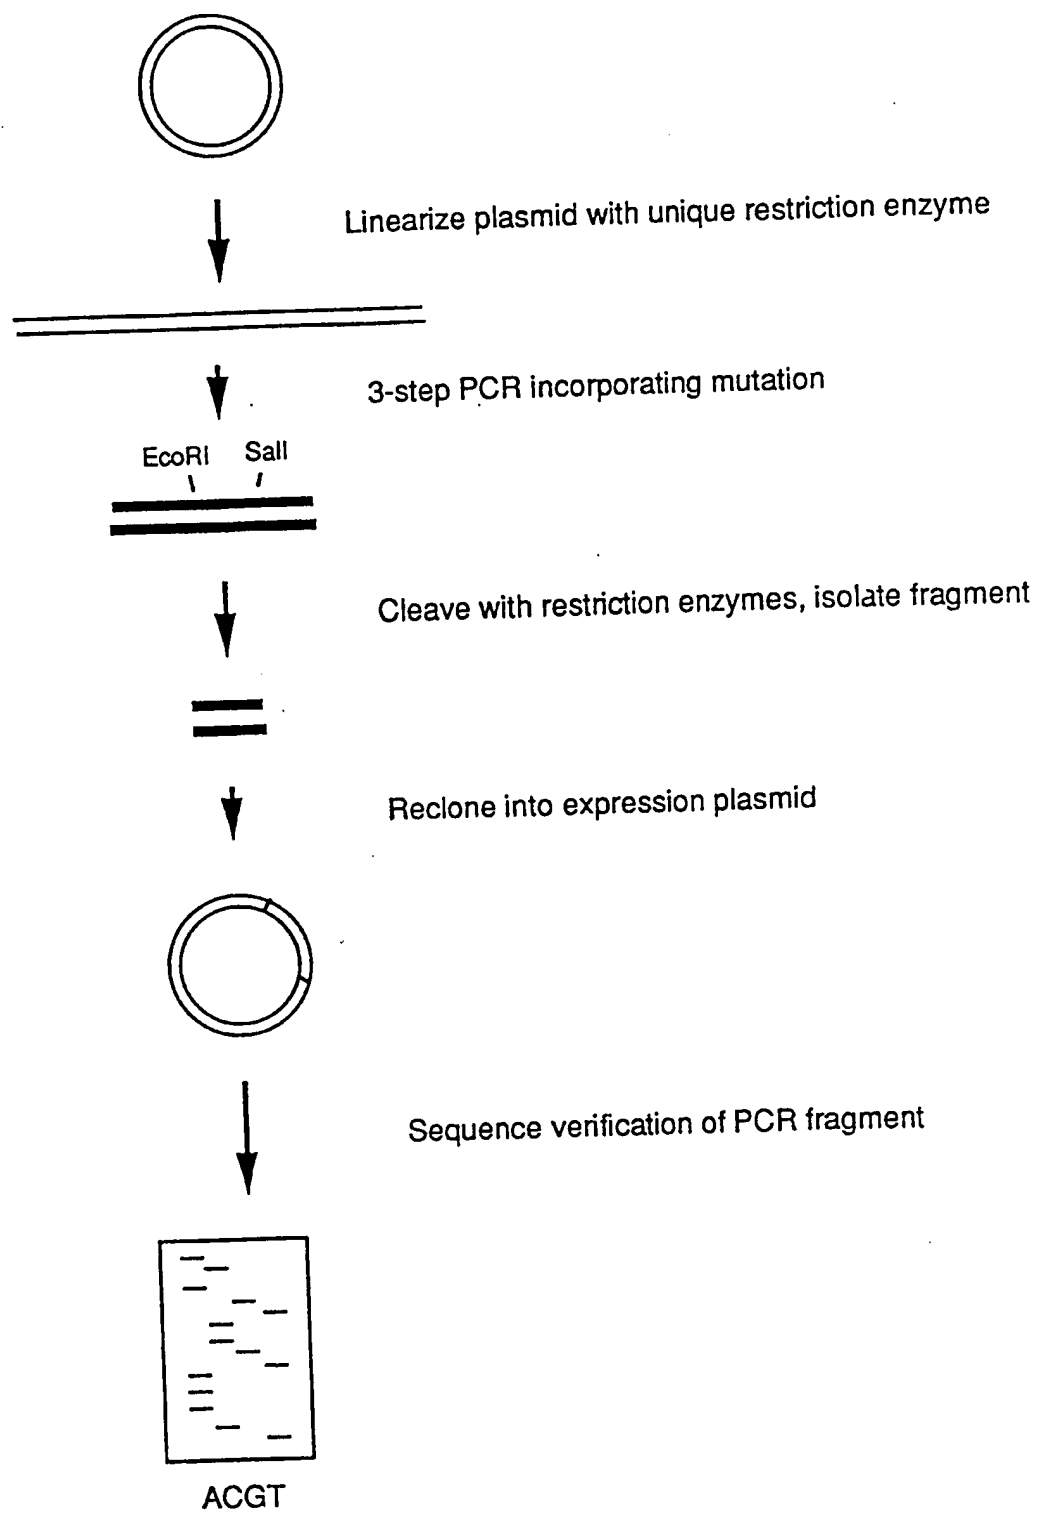 Linearize plasmid with unique restriction enzyme
3-step PCR incorporating mutation
EcoRI SalI
Cleave with restriction enzymes, isolate fragment
Reclone into expression plasmid
Sequence verification of PCR fragment
ACGT